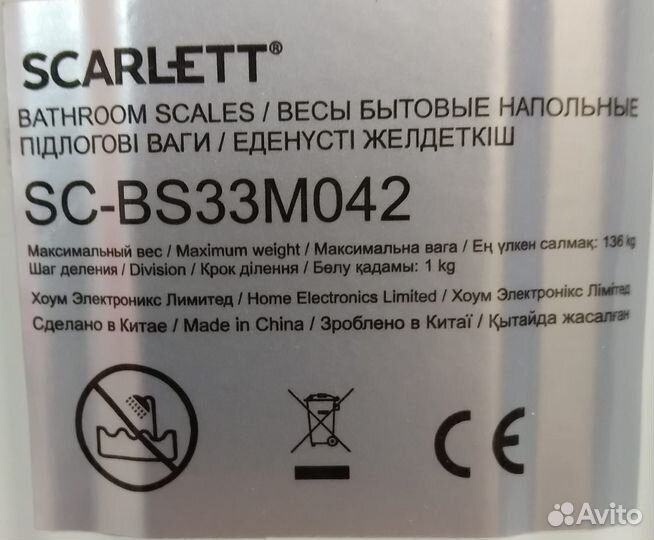 SCARLETT®
BATHROOM SCALES / ВЕСЫ БЫТОВЫЕ НАПОЛЬНЫЕ
ПІДЛОГОВІ ВАГИ / ЕДЕНҮСТІ ЖЕЛДЕТКІШ
SC-BS33M042
Максимальный вес / Maximum weight / Максимальна вага / Ең үлкен салмақ: 136 kg
Шаг деления / Division / Крок ділення / Бөлу қадамы: 1 kg
Хоум Электроникс Лимитед / Home Electronics Limited / Хоум Электронікс Лімітед
Сделано в Китае / Made in China / Зроблено в Китаї / Қытайда жасалған
CE
Avito